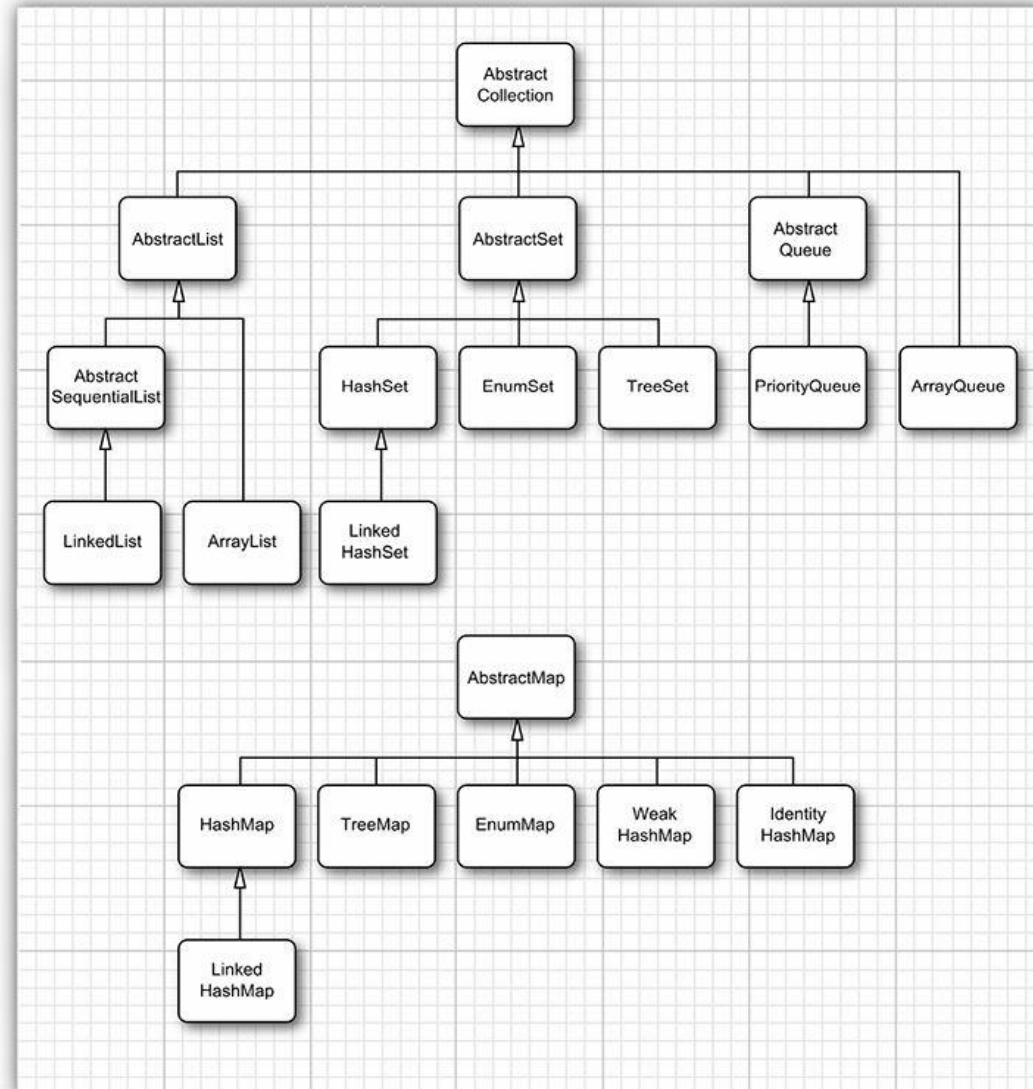 Abstract
Collection
AbstractList
AbstractSet
Abstract
Queue
Abstract
SequentialList
HashSet
EnumSet
TreeSet
PriorityQueue
ArrayQueue
LinkedList
ArrayList
Linked
HashSet
AbstractMap
HashMap
TreeMap
EnumMap
Weak
HashMap
Identity
HashMap
Linked
HashMap